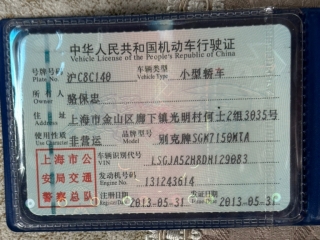 中华人民共和国机动车行驶证
Vehicle License of the People's Republic of China
号牌号码 沪C8C140 车辆类型 小型轿车
Plate No. Vehicle Type
所有人 骆保忠
Owner
住址 上海市金山区廊下镇光明村何士2组3035号
Address
使用性质 非营运 品牌型号 别克牌SGM7150MTA
Use Character Model
上海市公安局交通警察总队
车辆识别代号 LSGJA52HRDH129083
VIN
发动机号码 131243614
Engine No.
注册日期 2013-05-31 发证日期 2013-05-31